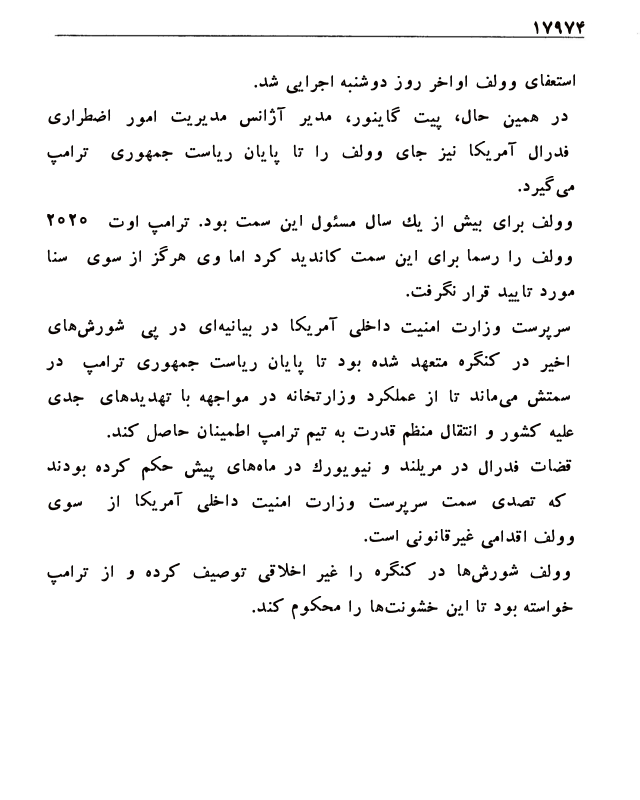 ۱۷۹۷۴
استعفای وولف اواخر روز دوشنبه اجرایی شد.
در همین حال، پیت گاینور، مدیر آژانس مدیریت امور اضطراری
فدرال آمریکا نیز جای وولف را تا پایان ریاست جمهوری ترامپ
می‌گیرد.
وولف برای بیش از یك سال مسئول این سمت بود. ترامپ اوت ۲۰۲۰
وولف را رسما برای این سمت کاندید کرد اما وی هرگز از سوی سنا
مورد تایید قرار نگرفت.
سرپرست وزارت امنیت داخلی آمریکا در بیانیه‌ای در پی شورش‌های
اخیر در کنگره متعهد شده بود تا پایان ریاست جمهوری ترامپ در
سمتش می‌ماند تا از عملکرد وزارتخانه در مواجهه با تهدیدهای جدی
علیه کشور و انتقال منظم قدرت به تیم ترامپ اطمینان حاصل کند.
قضات فدرال در مریلند و نیویورك در ماه‌های پیش حکم کرده بودند
که تصدی سمت سرپرست وزارت امنیت داخلی آمریکا از سوی
وولف اقدامی غیرقانونی است.
وولف شورش‌ها در کنگره را غیر اخلاقی توصیف کرده و از ترامپ
خواسته بود تا این خشونت‌ها را محکوم کند.